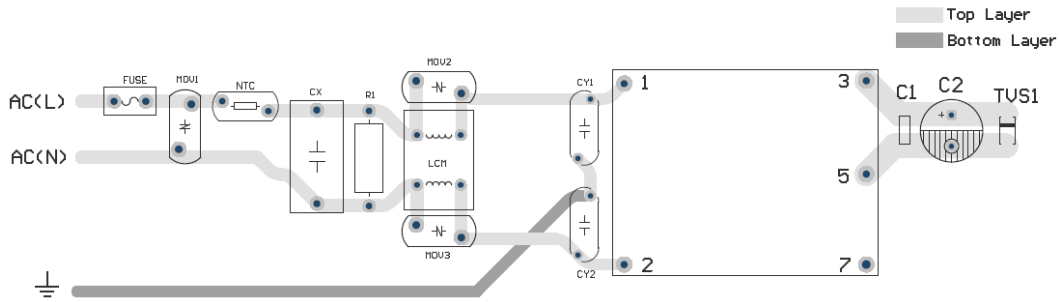 Top Layer
Bottom Layer
FUSE
MOV1
NTC
CX
R1
MOV2
CY1
1
3
C1
C2
TVS1
AC(L)
+
AC(N)
LCM
5
MOV3
CY2
2
7